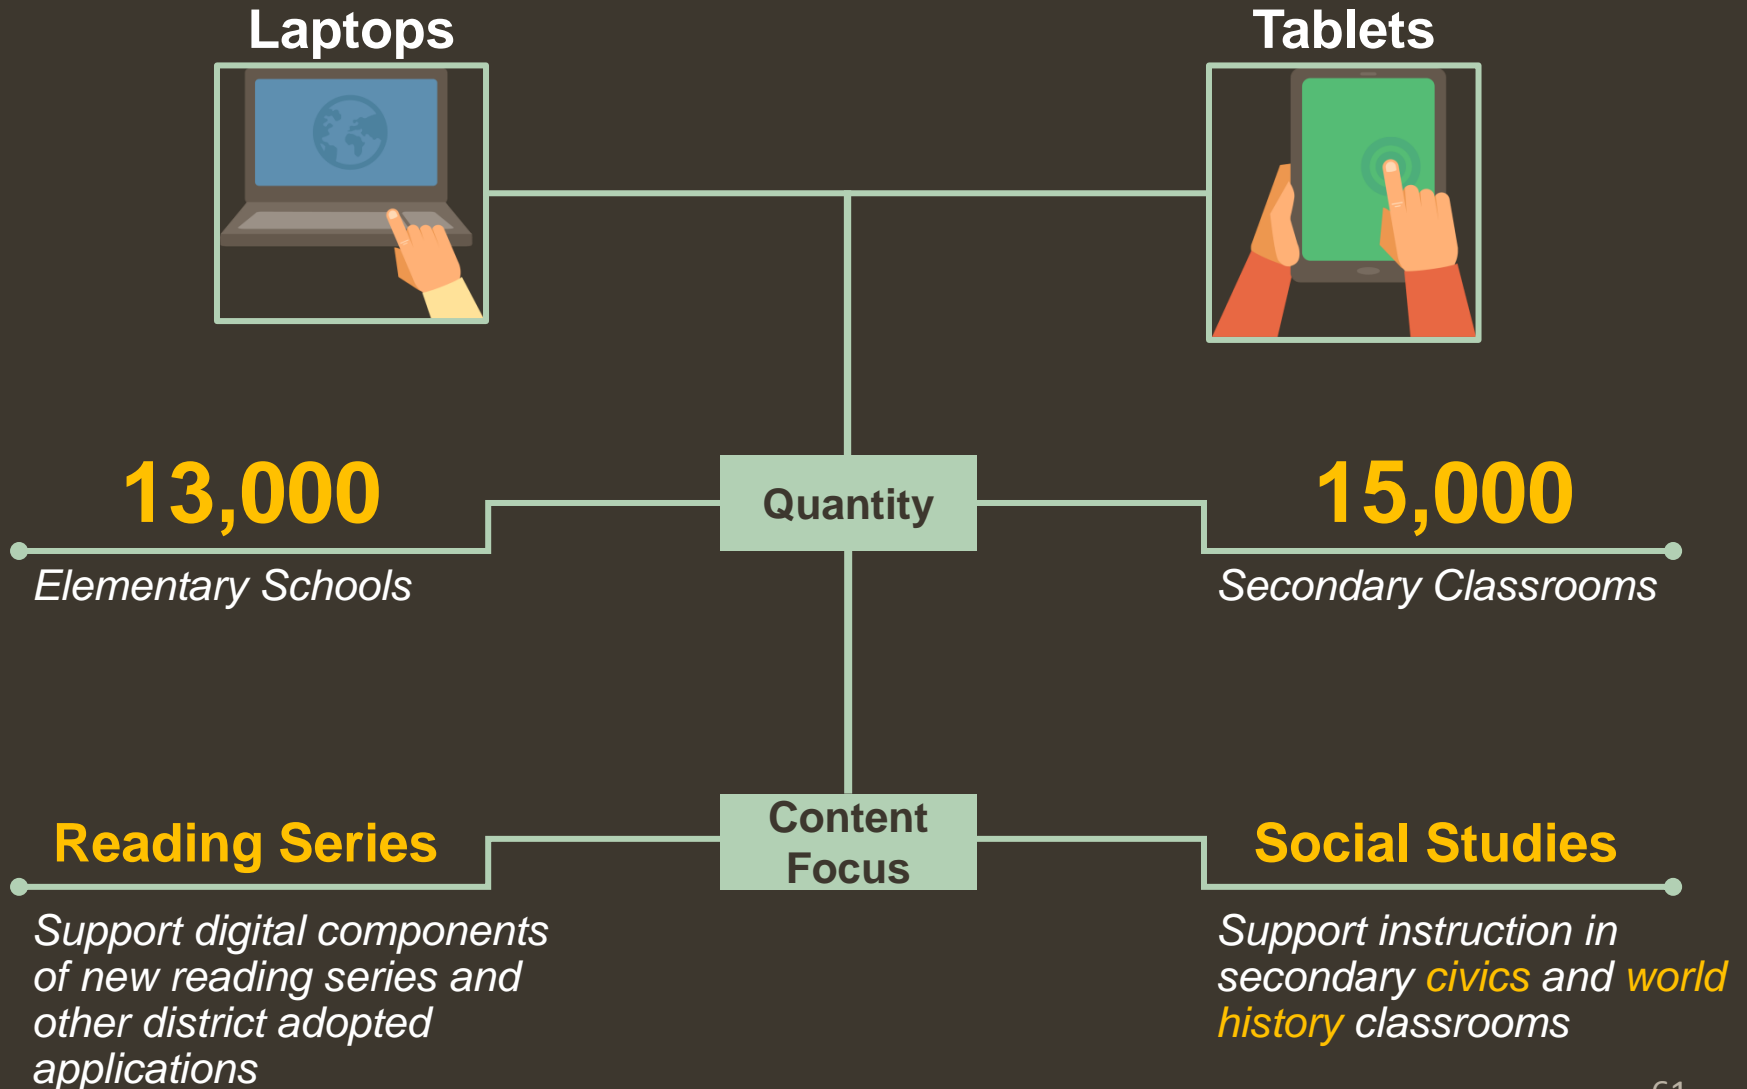 Laptops
Tablets
13,000
Quantity
15,000
Elementary Schools
Secondary Classrooms
Reading Series
Content
Focus
Social Studies
Support digital components
of new reading series and
other district adopted
applications
Support instruction in
secondary civics and world
history classrooms
61